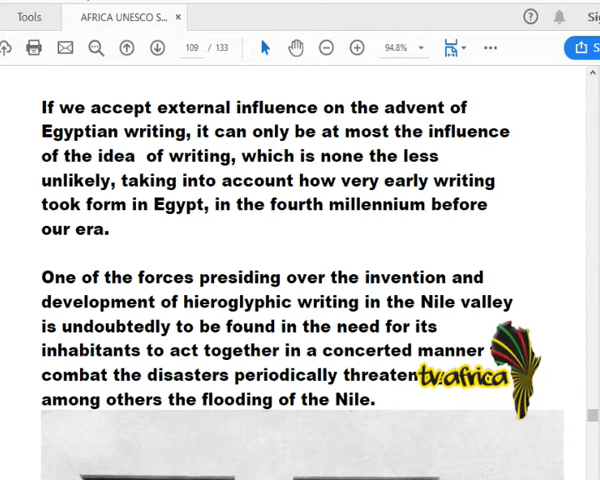 Tools
AFRICA UNESCO S... ×
Si
109 / 133
94.8%
S
If we accept external influence on the advent of
Egyptian writing, it can only be at most the influence
of the idea of writing, which is none the less
unlikely, taking into account how very early writing
took form in Egypt, in the fourth millennium before
our era.
One of the forces presiding over the invention and
development of hieroglyphic writing in the Nile valley
is undoubtedly to be found in the need for its
inhabitants to act together in a concerted manner
combat the disasters periodically threaten
tv.africa
among others the flooding of the Nile.